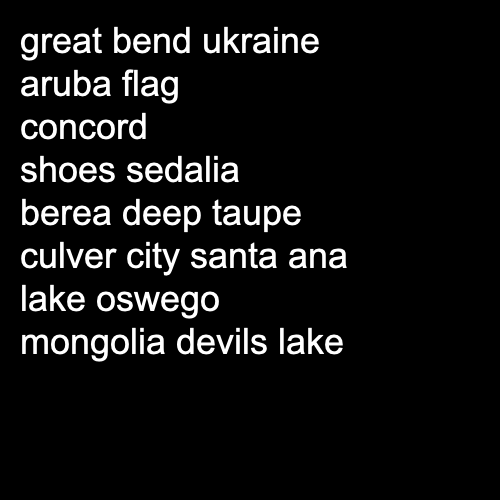 great bend ukraine
aruba flag
concord
shoes sedalia
berea deep taupe
culver city santa ana
lake oswego
mongolia devils lake